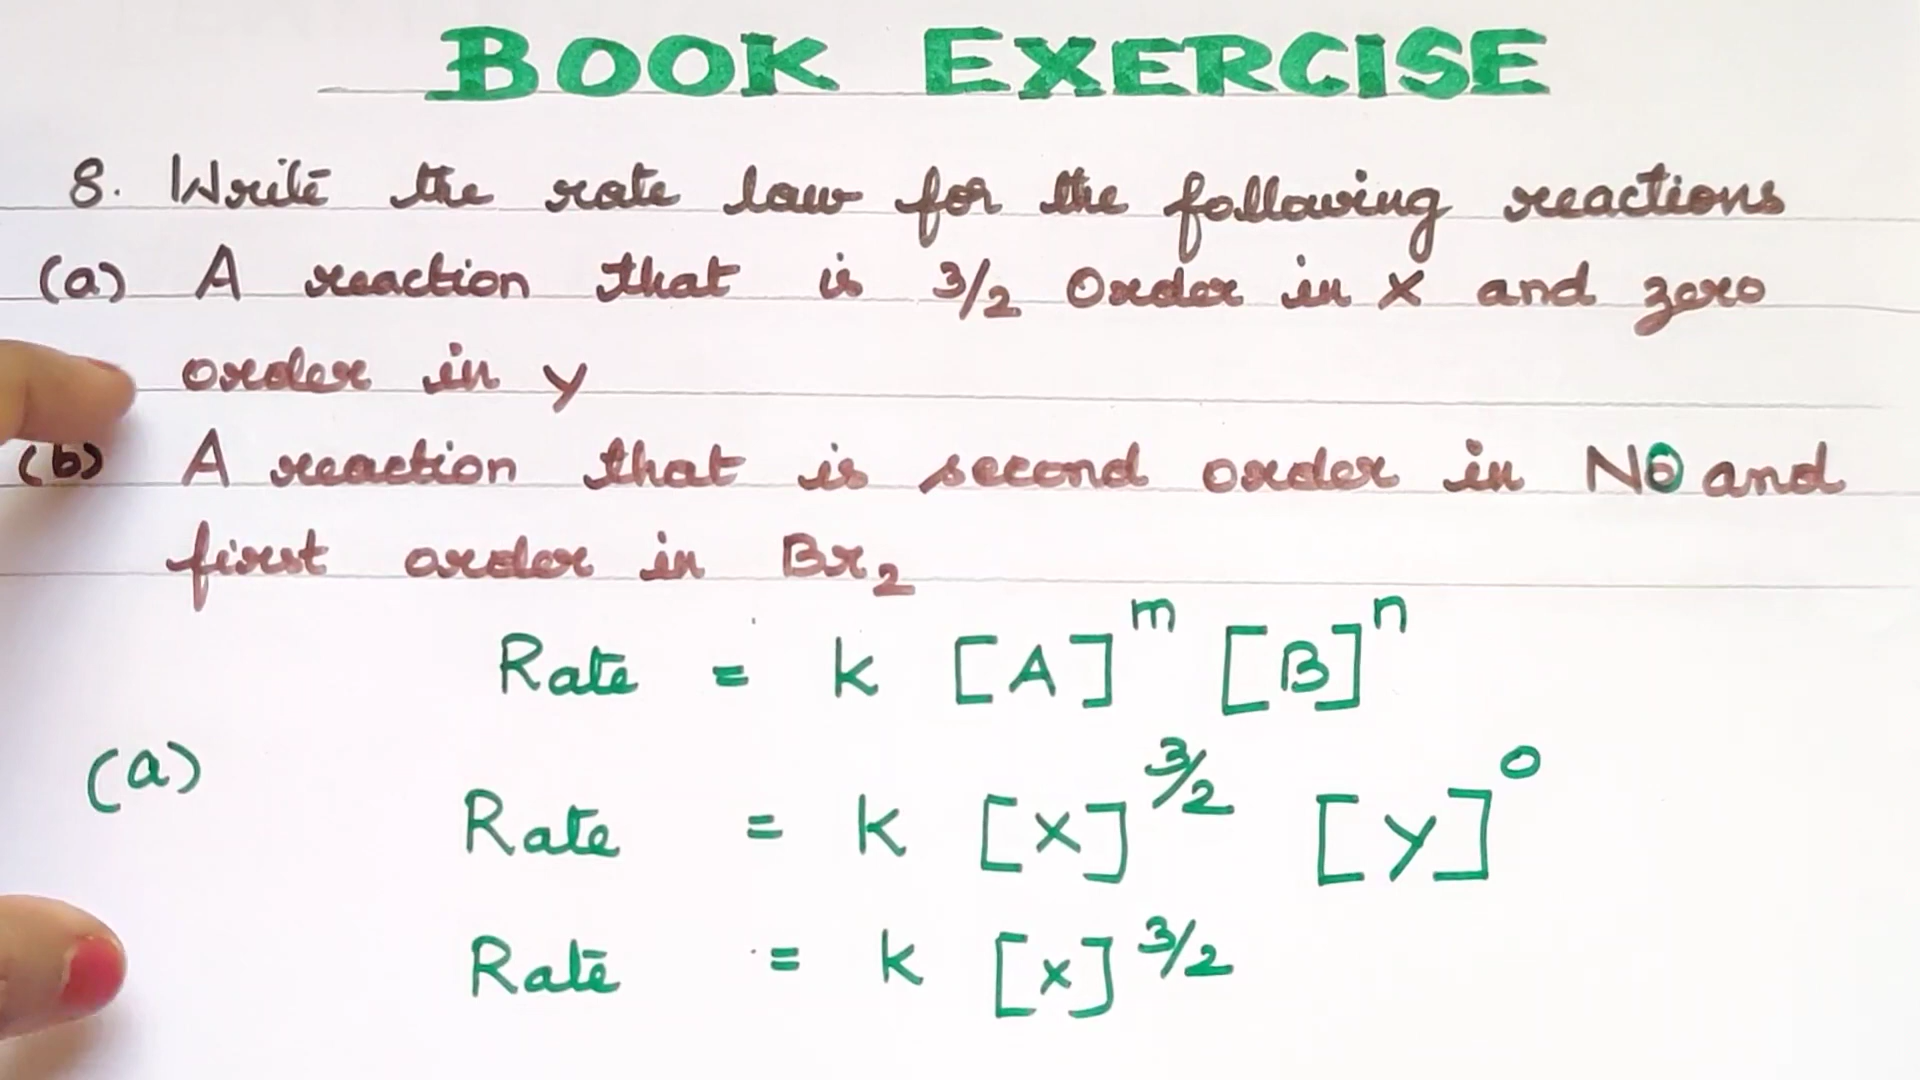 BOOK EXERCISE
8. Write the rate law for the following reactions
(a) A reaction that is 3/2 Order in x and zero
order in y
(b) A reaction that is second order in NO and
first order in Br₂
Rate = k [A]ᵐ [B]ⁿ
(a)
Rate = k [x]^3/2 [y]⁰
Rate = k [x]^3/2